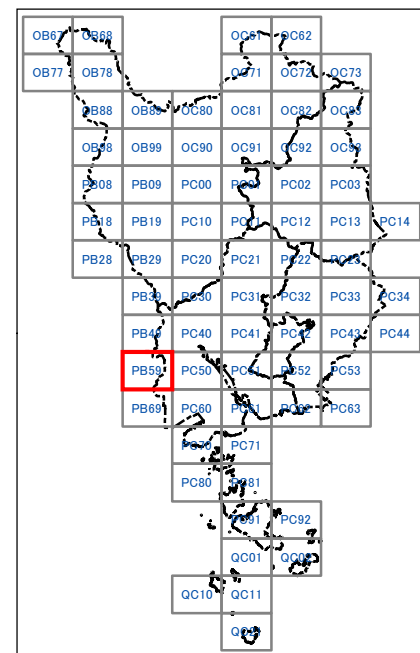 OB67 OB68 OC61 OC62
OB77 OB78 OC71 OC72 OC73
OB88 OB89 OC80 OC81 OC82 OC83
OB98 OB99 OC90 OC91 OC92 OC93
PB08 PB09 PC00 PC01 PC02 PC03
PB18 PB19 PC10 PC11 PC12 PC13 PC14
PB28 PB29 PC20 PC21 PC22 PC23
PB39 PC30 PC31 PC32 PC33 PC34
PB49 PC40 PC41 PC42 PC43 PC44
PB59 PC50 PC51 PC52 PC53
PB69 PC60 PC61 PC62 PC63
PC70 PC71
PC80 PC81
PC91 PC92
QC01 QC02
QC10 QC11
QC21